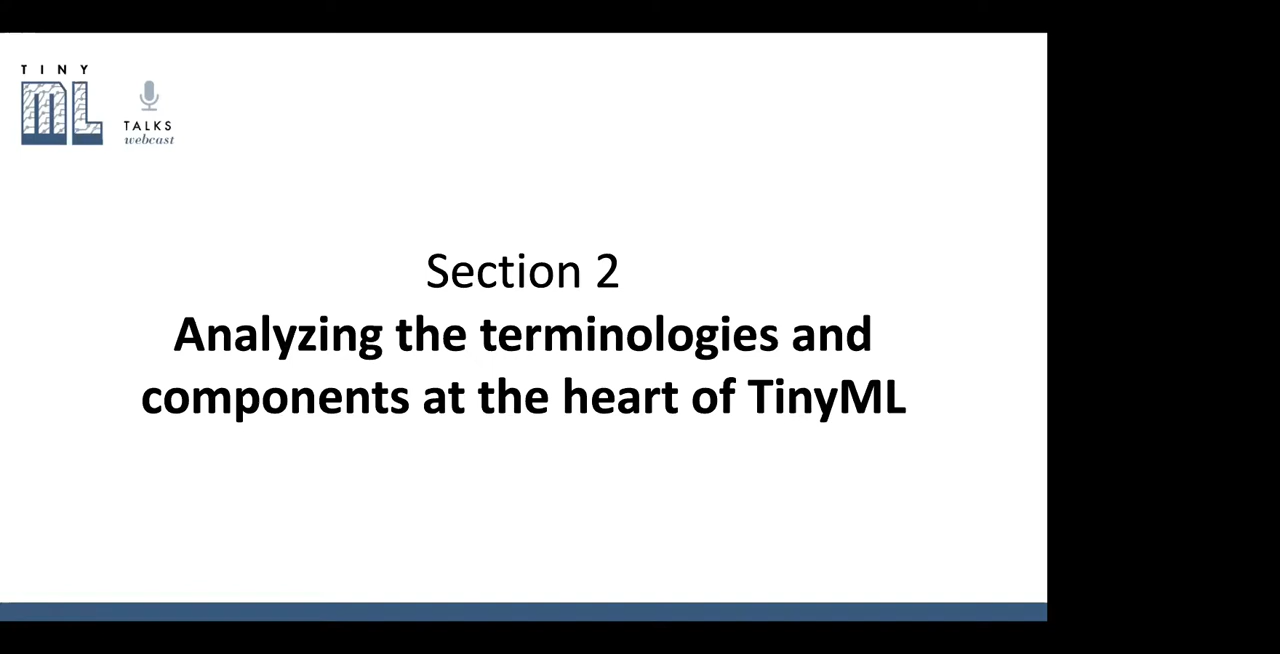 TINY
ML
TALKS
webcast
Section 2
Analyzing the terminologies and
components at the heart of TinyML